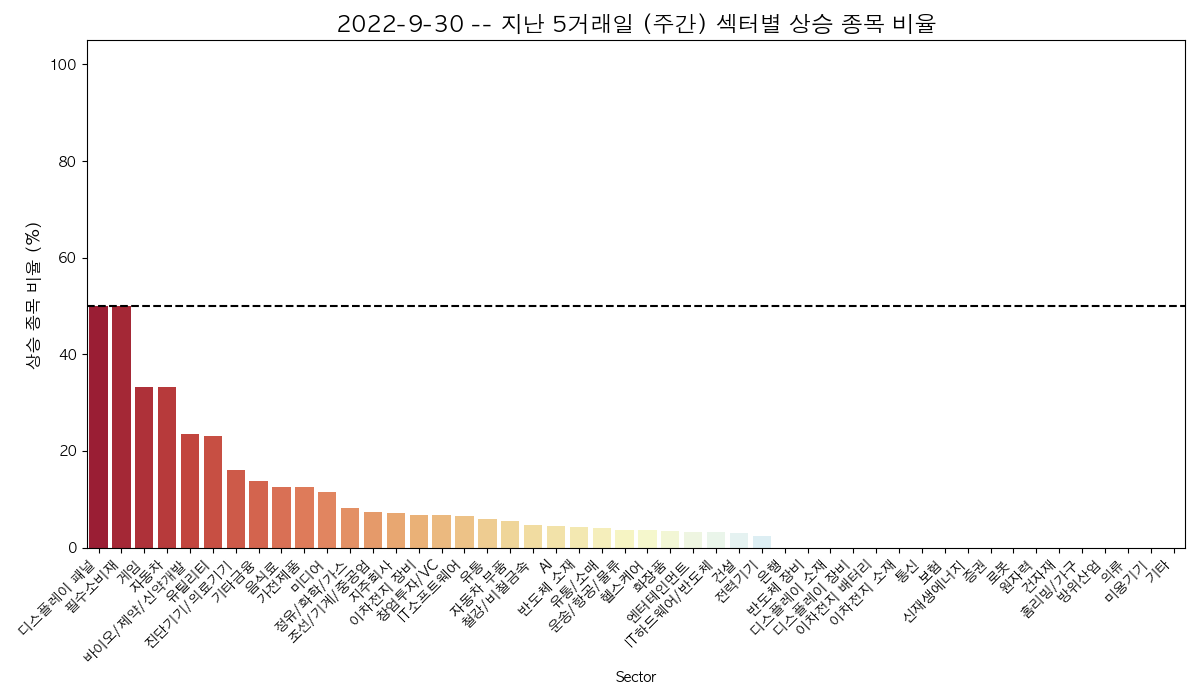 2022-9-30 -- 지난 5거래일 (주간) 섹터별 상승 종목 비율
상승 종목 비율 (%)
100
80
60
40
20
0
디스플레이 패널
필수소비재
게임
자동차
바이오/제약/신약개발
유틸리티
진단기기/의료기기
기타금융
음식료
가전제품
미디어
정유/화학/가스
조선/기계/중공업
지주회사
이차전지 장비
창업투자/VC
IT소프트웨어
유통
자동차 부품
철강/비철금속
AI
반도체 소재
유통/소매
운송/항공/물류
헬스케어
화장품
엔터테인먼트
IT하드웨어/반도체
건설
전력기기
은행
반도체 장비
디스플레이 소재
디스플레이 장비
이차전지 배터리
이차전지 소재
통신
보험
신재생에너지
증권
로봇
원자력
건자재
홈리빙/가구
방위산업
의류
미용기기
기타
Sector